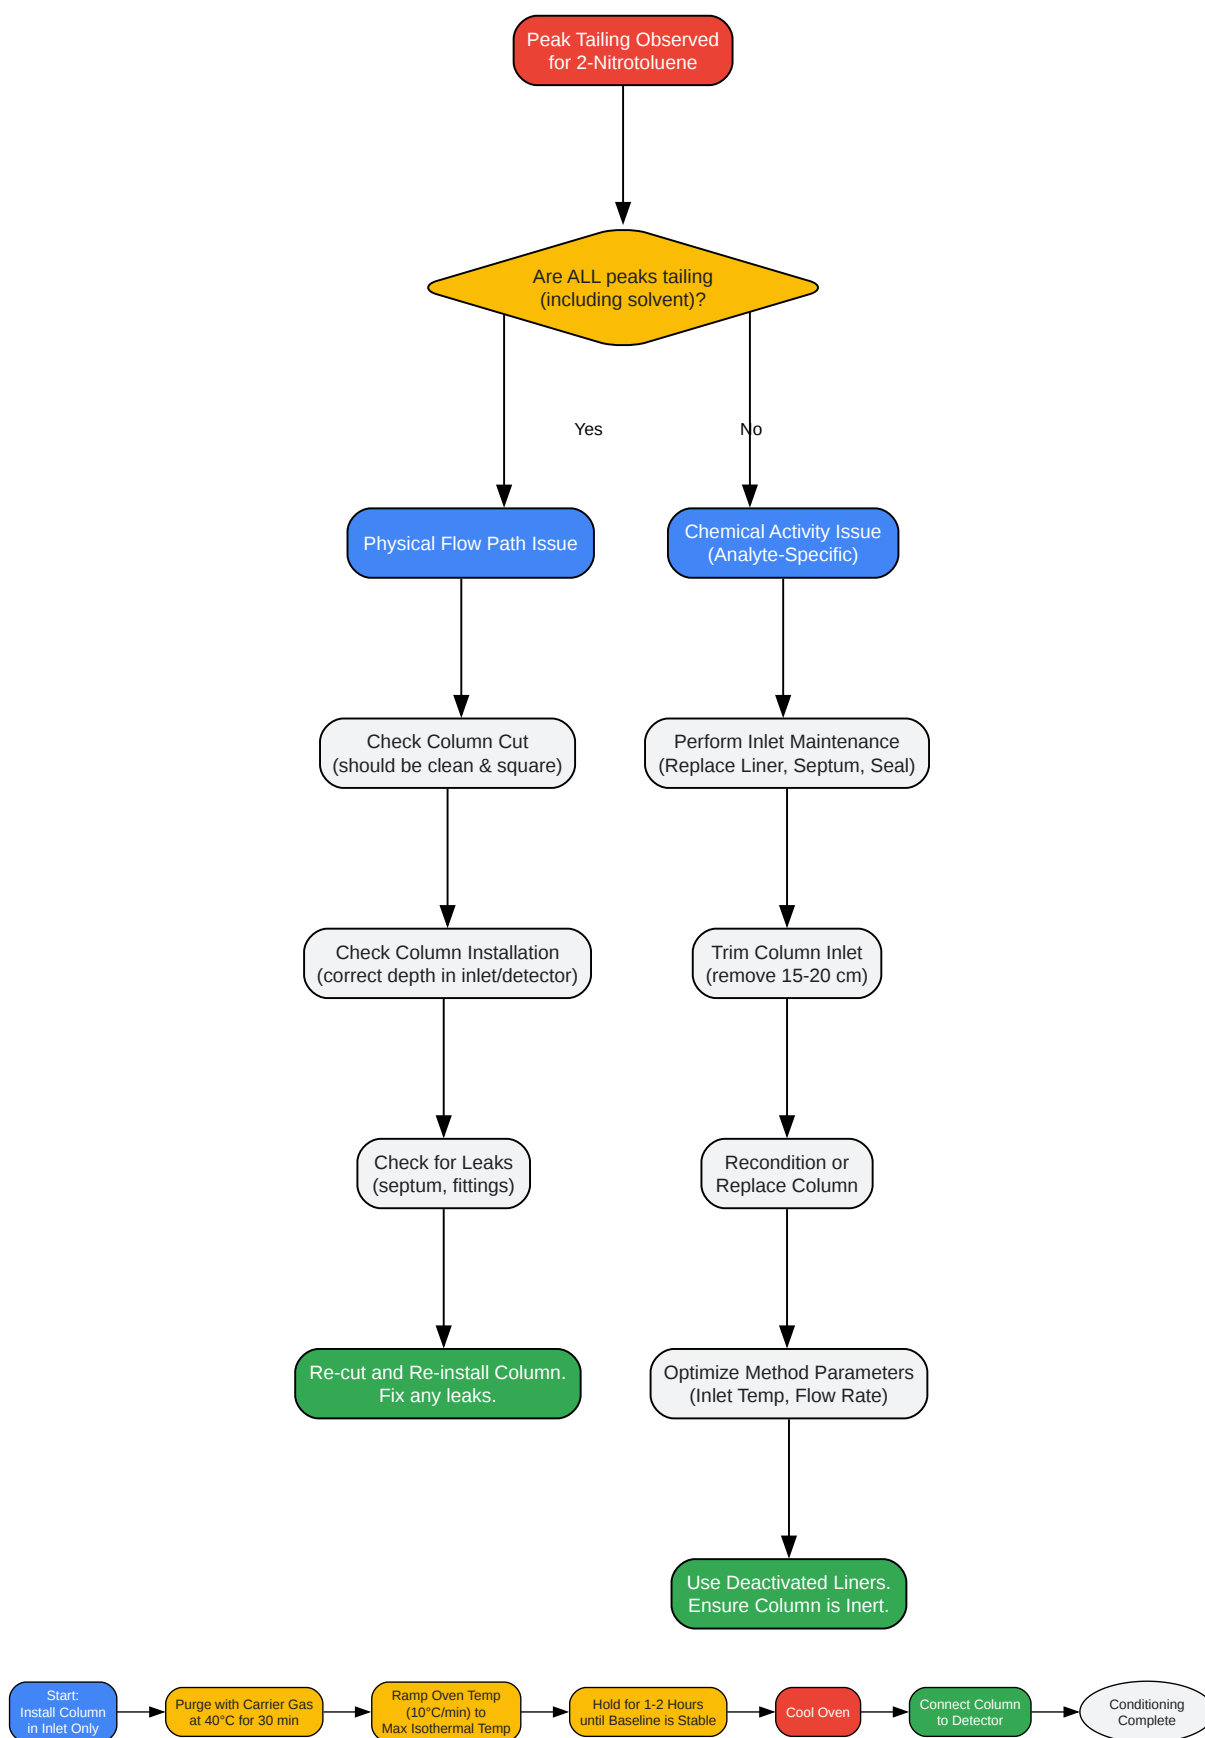 Peak Tailing Observed
for 2-Nitrotoluene
Are ALL peaks tailing
(including solvent)?
Yes
No
Physical Flow Path Issue
Chemical Activity Issue
(Analyte-Specific)
Check Column Cut
(should be clean & square)
Perform Inlet Maintenance
(Replace Liner, Septum, Seal)
Check Column Installation
(correct depth in inlet/detector)
Trim Column Inlet
(remove 15-20 cm)
Check for Leaks
(septum, fittings)
Recondition or
Replace Column
Re-cut and Re-install Column.
Fix any leaks.
Optimize Method Parameters
(Inlet Temp, Flow Rate)
Use Deactivated Liners.
Ensure Column is Inert.
Start:
Install Column
in Inlet Only
Purge with Carrier Gas
at 40°C for 30 min
Ramp Oven Temp
(10°C/min) to
Max Isothermal Temp
Hold for 1-2 Hours
until Baseline is Stable
Cool Oven
Connect Column
to Detector
Conditioning
Complete